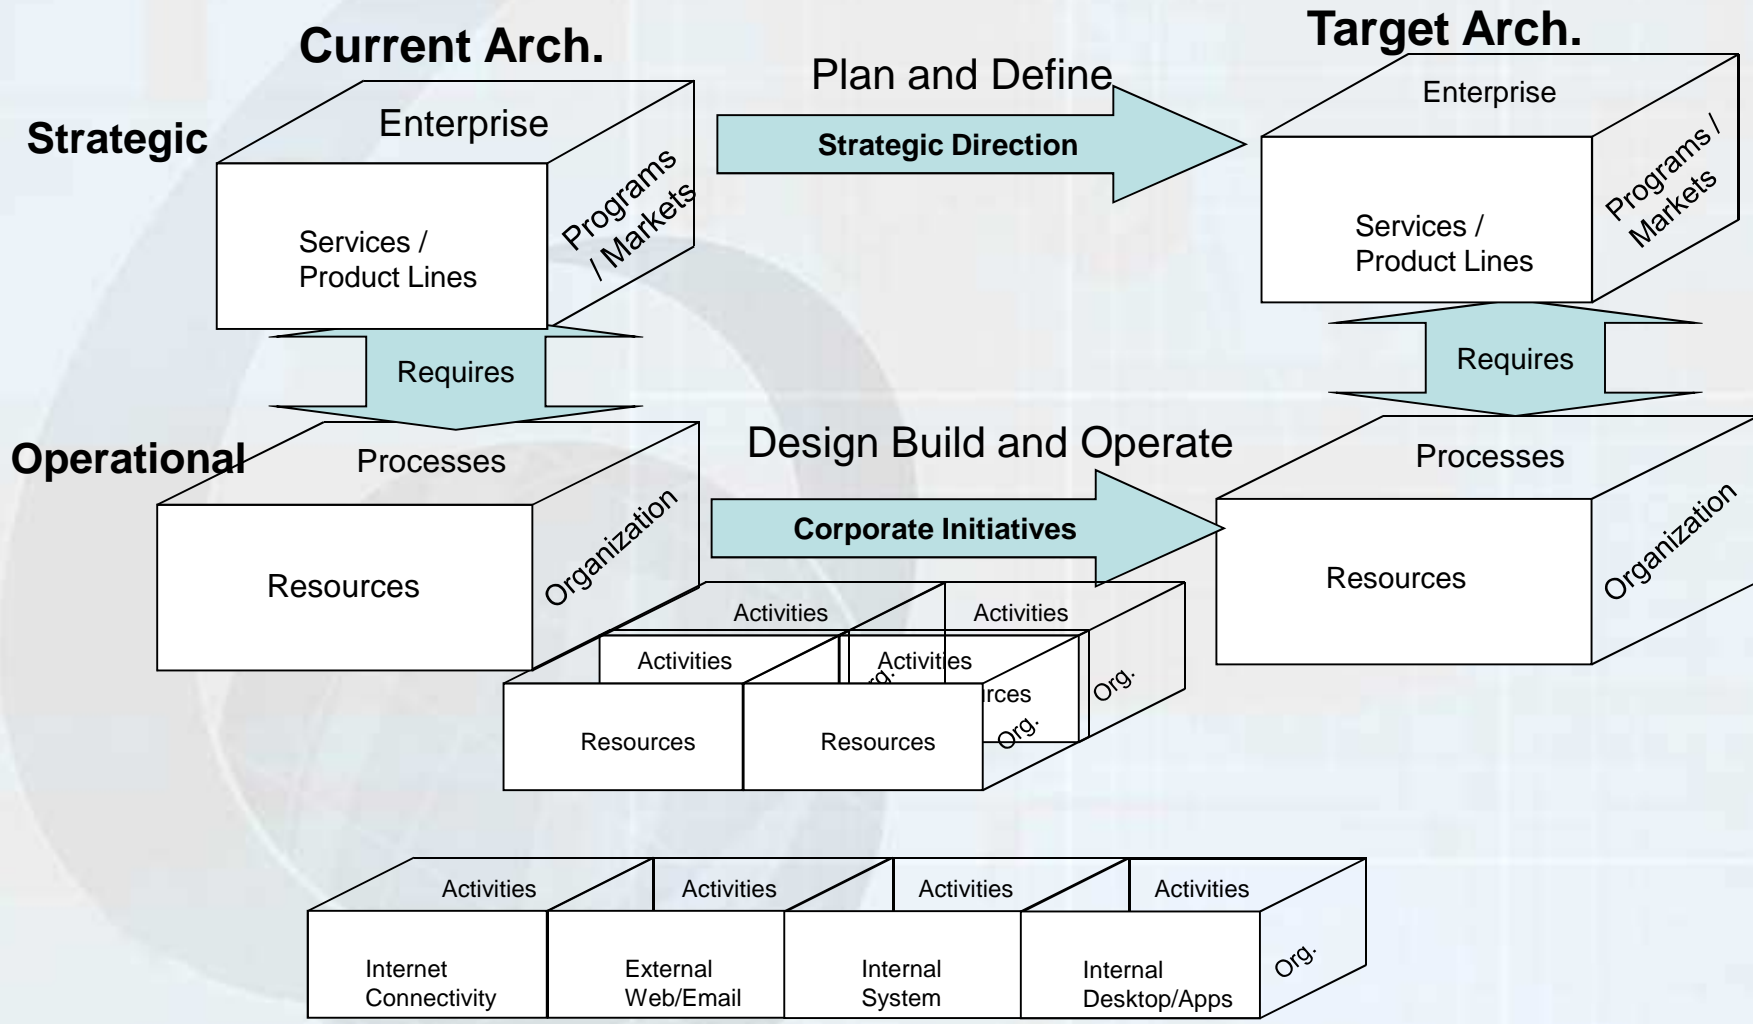 Current Arch.
Target Arch.
Plan and Define
Strategic
Enterprise
Programs
/ Markets
Services /
Product Lines
Strategic Direction
Enterprise
Programs /
Markets
Services /
Product Lines
Requires
Requires
Operational
Processes
Organization
Resources
Design Build and Operate
Corporate Initiatives
Processes
Organization
Resources
Activities
Activities
Activities
Activities
Org.
Resources
Resources
Org.
Activities
Activities
Activities
Activities
Internet
Connectivity
External
Web/Email
Internal
System
Internal
Desktop/Apps
Org.